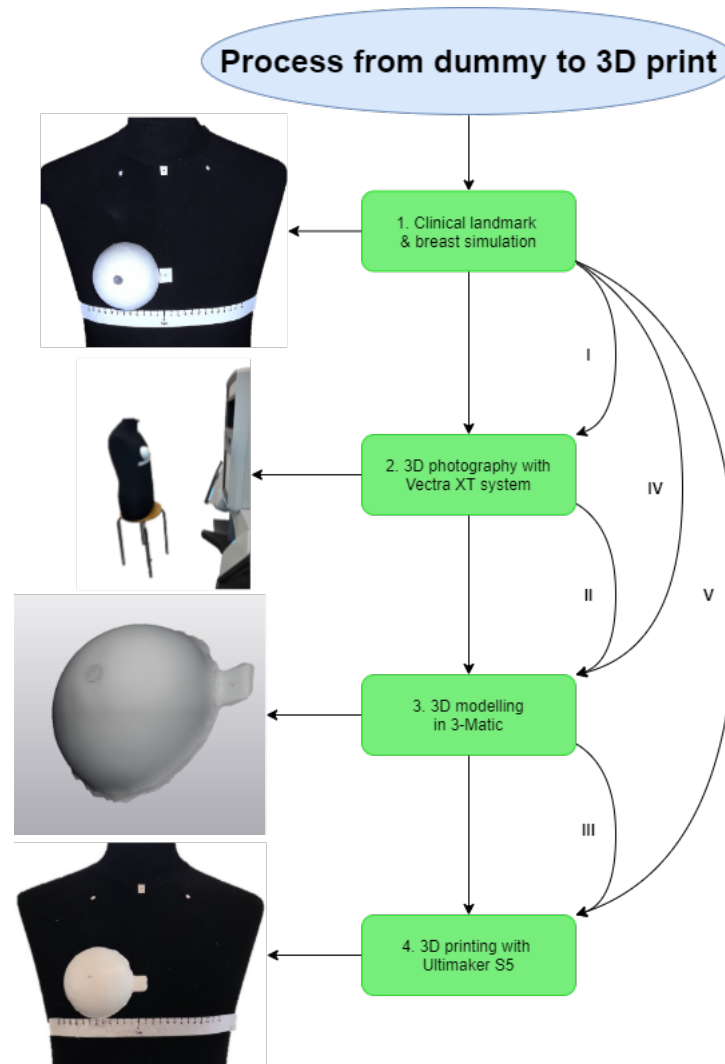 Process from dummy to 3D print
1. Clinical landmark
& breast simulation
I
2. 3D photography with
Vectra XT system
IV
II
V
3. 3D modelling
in 3-Matic
III
4. 3D printing with
Ultimaker S5